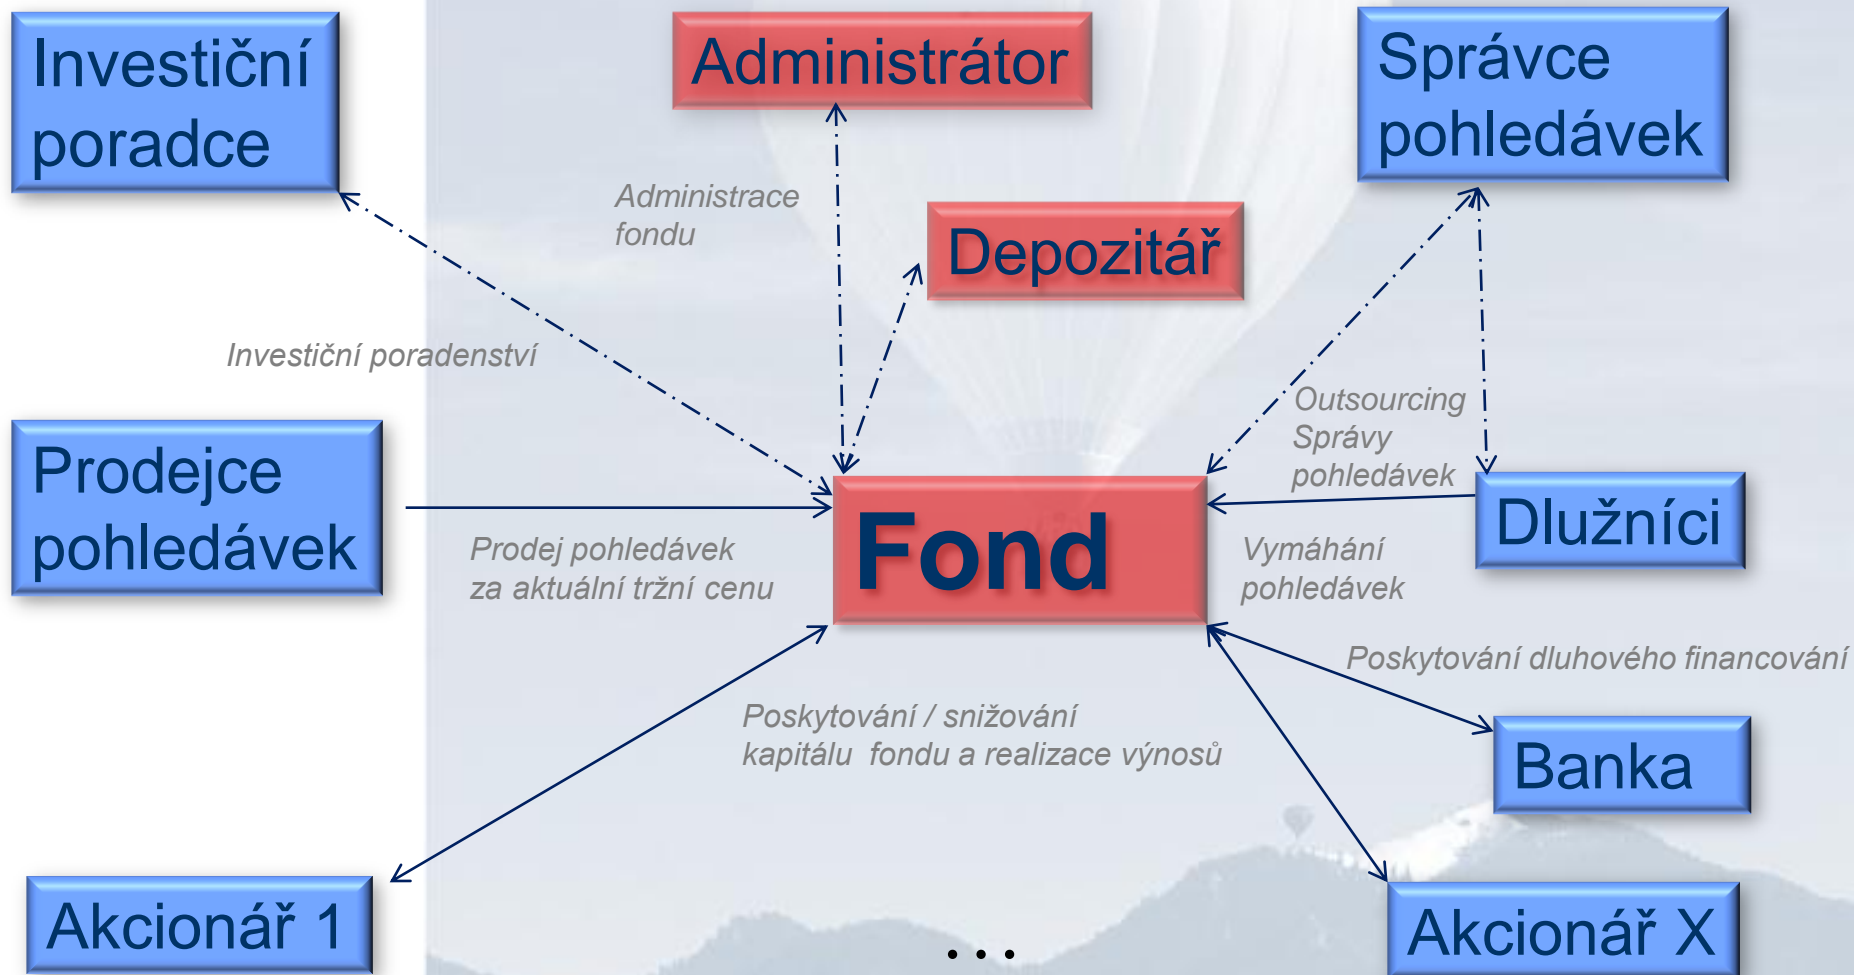 Investiční
poradce
Administrátor
Správce
pohledávek
Administrace
fondu
Depozitář
Investiční poradenství
Outsourcing
Správy
pohledávek
Prodejce
pohledávek
Prodej pohledávek
za aktuální tržní cenu
Fond
Vymáhání
pohledávek
Dlužníci
Poskytování dluhového financování
Poskytování / snižování
kapitálu fondu a realizace výnosů
Banka
Akcionář 1
...
Akcionář X